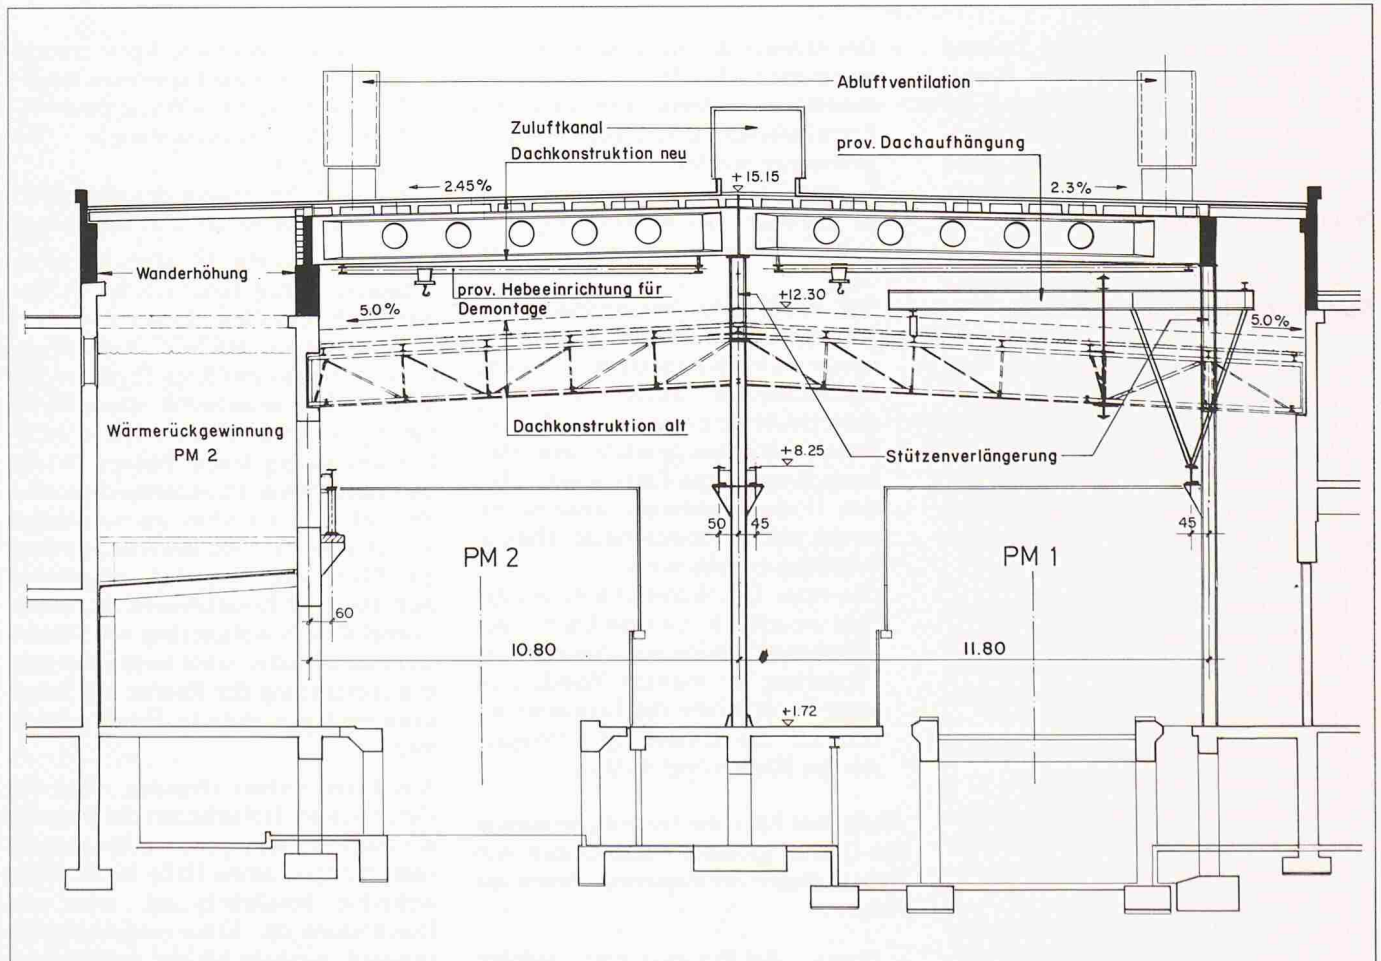 Abluftventilation
Zuluftkanal
Dachkonstruktion neu
prov. Dachaufhängung
2.45%
+15.15
2.3%
Wanderhöhung
prov. Hebeeinrichtung für
Demontage
+12.30
5.0%
5.0%
Wärmerückgewinnung
PM 2
Dachkonstruktion alt
+8.25
Stützenverlängerung
50
45
45
PM 2
PM 1
60
10.80
11.80
+1.72